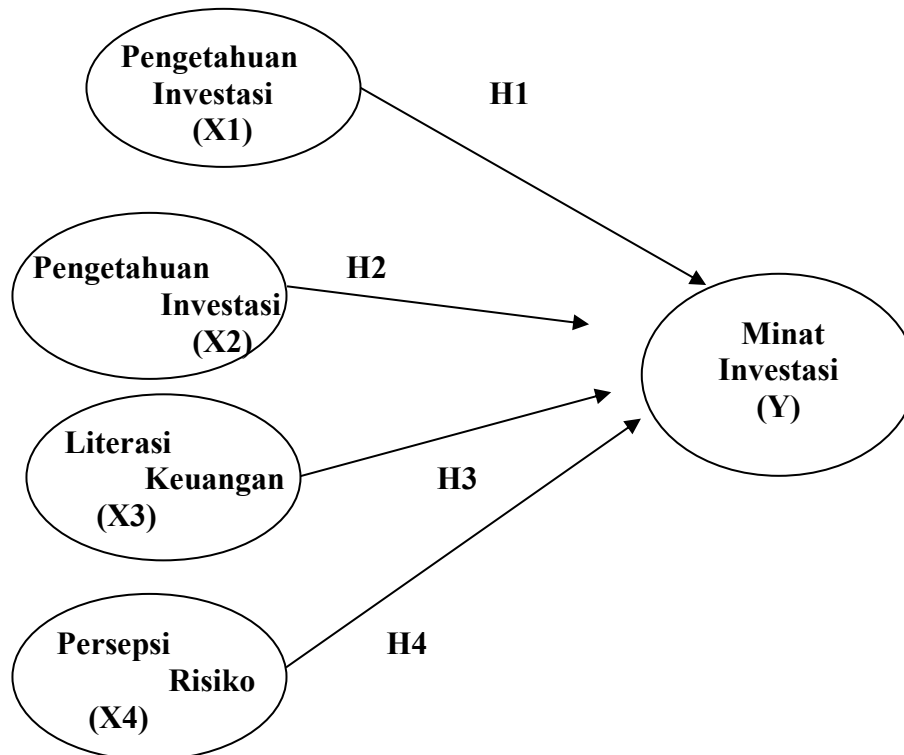 Pengetahuan
Investasi
(X1)
H1
Pengetahuan
Investasi
(X2)
H2
Minat
Investasi
(Y)
Literasi
Keuangan
(X3)
H3
Persepsi
Risiko
(X4)
H4